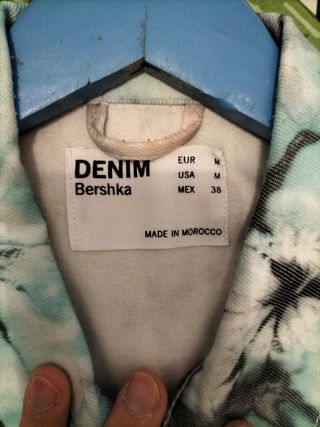 DENIM
Bershka
EUR M
USA M
MEX 38
MADE IN MOROCCO